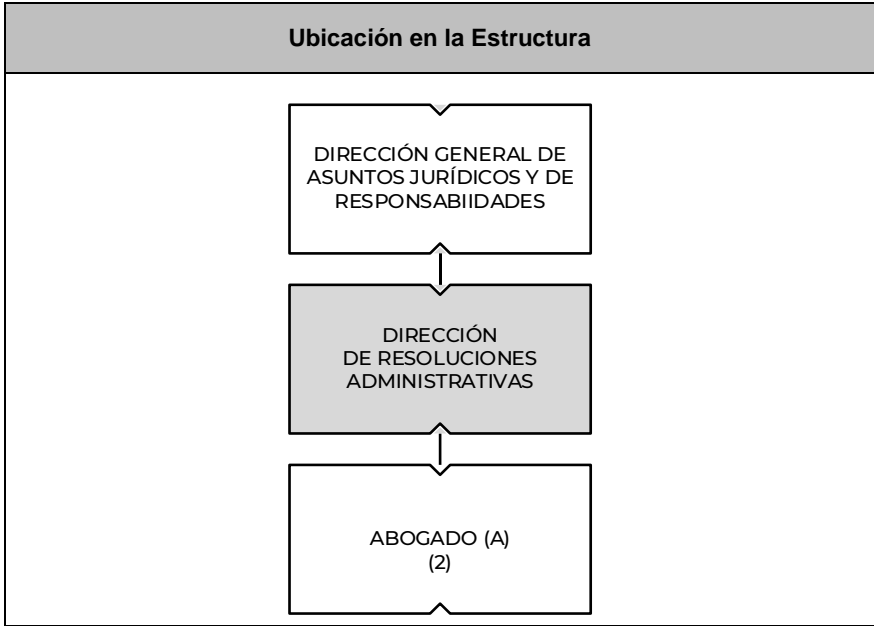 Ubicación en la Estructura
DIRECCIÓN GENERAL DE
ASUNTOS JURÍDICOS Y DE
RESPONSABIIDADES
DIRECCIÓN
DE RESOLUCIONES
ADMINISTRATIVAS
ABOGADO (A)
(2)